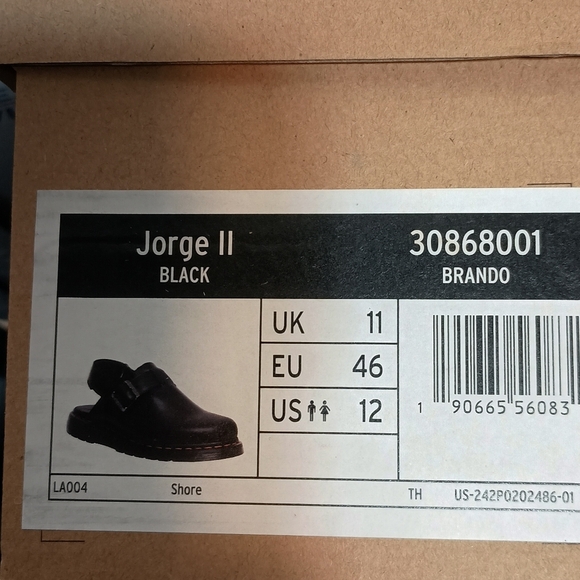 Jorge II 30868001
BLACK BRANDO
UK 11
EU 46
US 12
1 90665 56083
LA004 Shore TH US-242P0202486-01